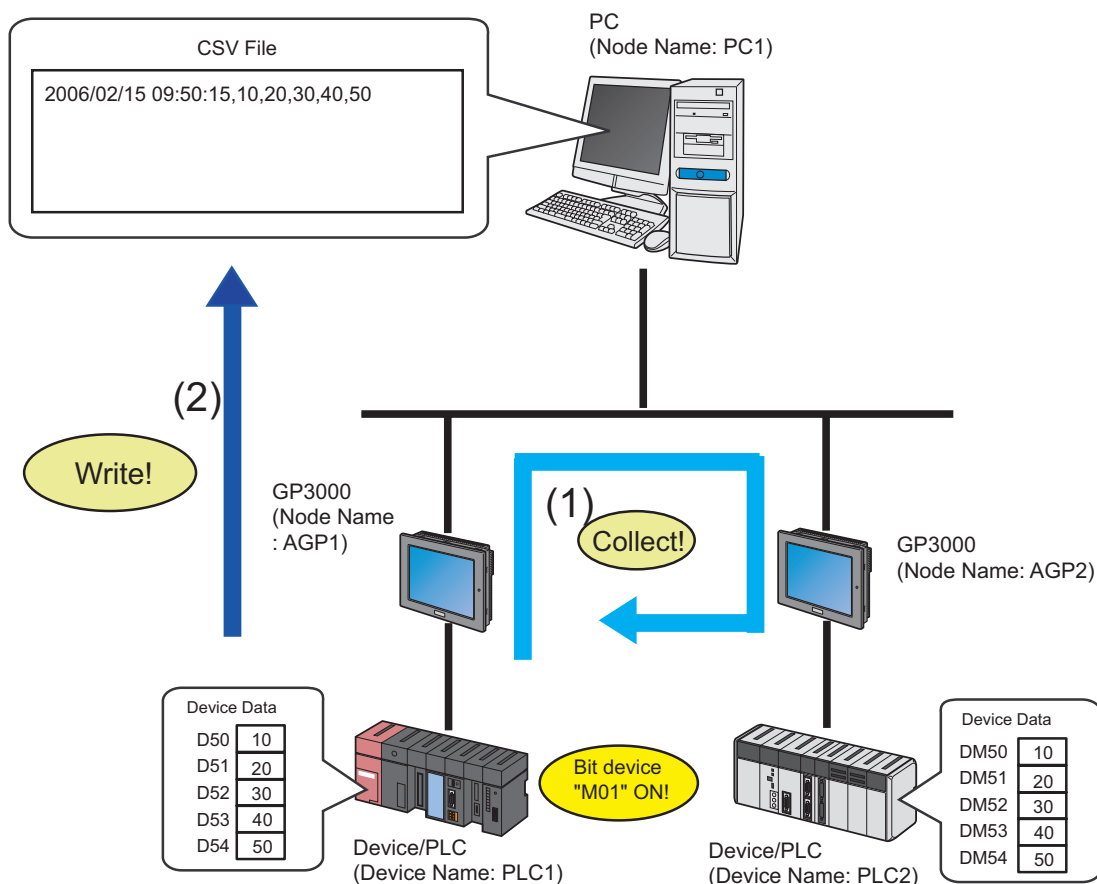 PC
(Node Name: PC1)
CSV File
2006/02/15 09:50:15,10,20,30,40,50
(2)
Write!
GP3000
(Node Name
: AGP1)
(1)
Collect!
GP3000
(Node Name: AGP2)
Device Data
D50 10
D51 20
D52 30
D53 40
D54 50
Bit device
"M01" ON!
Device Data
DM50 10
DM51 20
DM52 30
DM53 40
DM54 50
Device/PLC
(Device Name: PLC1)
Device/PLC
(Device Name: PLC2)